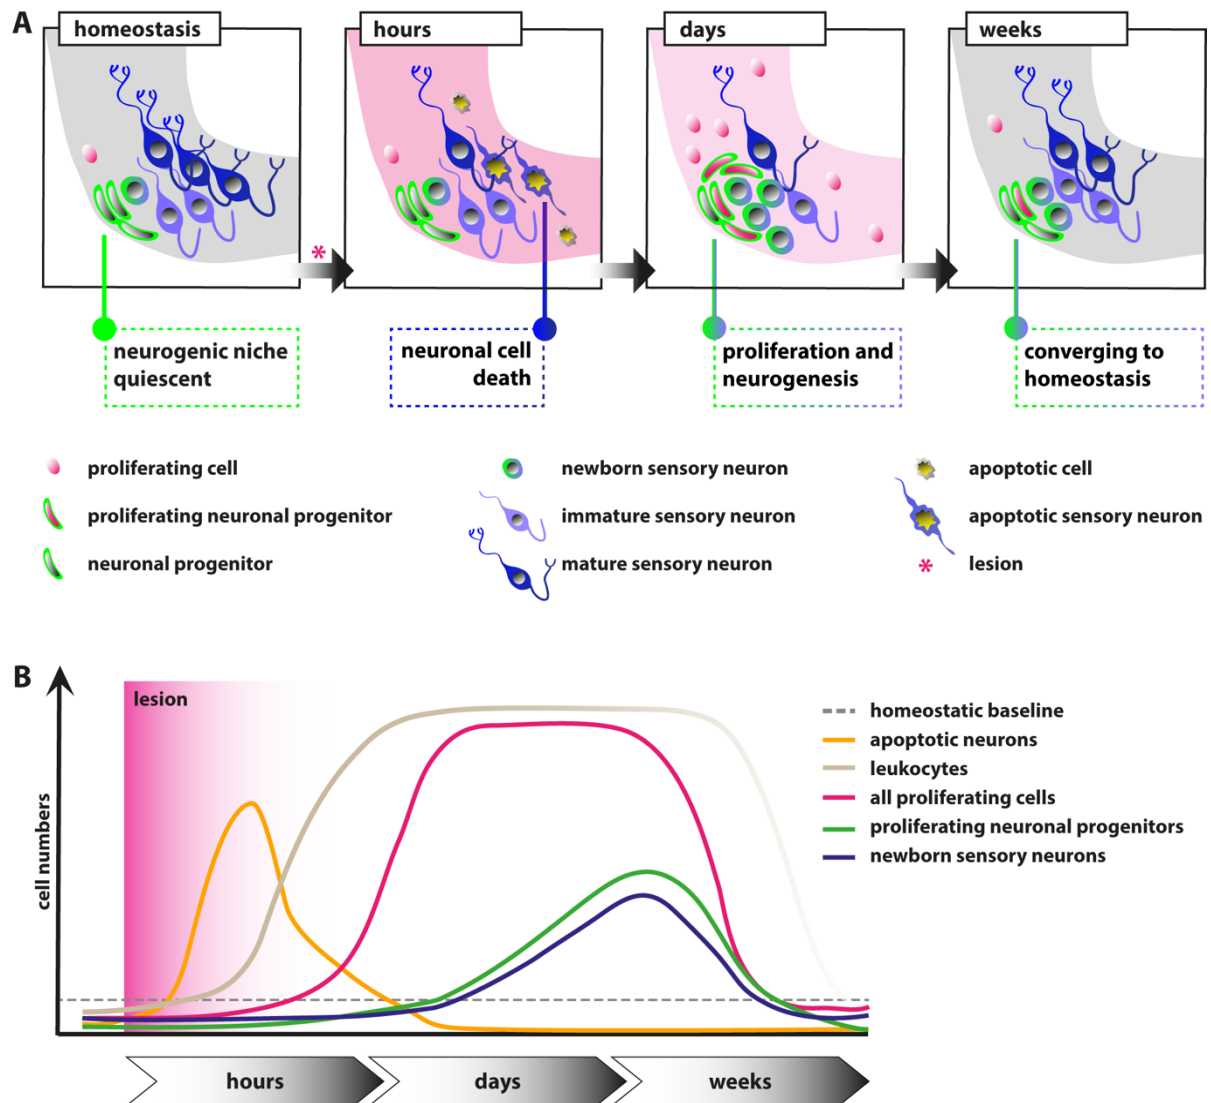 A
homeostasis
hours
days
weeks
*
neurogenic niche
quiescent
neuronal cell
death
proliferation and
neurogenesis
converging to
homeostasis
proliferating cell
proliferating neuronal progenitor
neuronal progenitor
newborn sensory neuron
immature sensory neuron
mature sensory neuron
apoptotic cell
apoptotic sensory neuron
* lesion
B
cell numbers
lesion
homeostatic baseline
apoptotic neurons
leukocytes
all proliferating cells
proliferating neuronal progenitors
newborn sensory neurons
hours
days
weeks